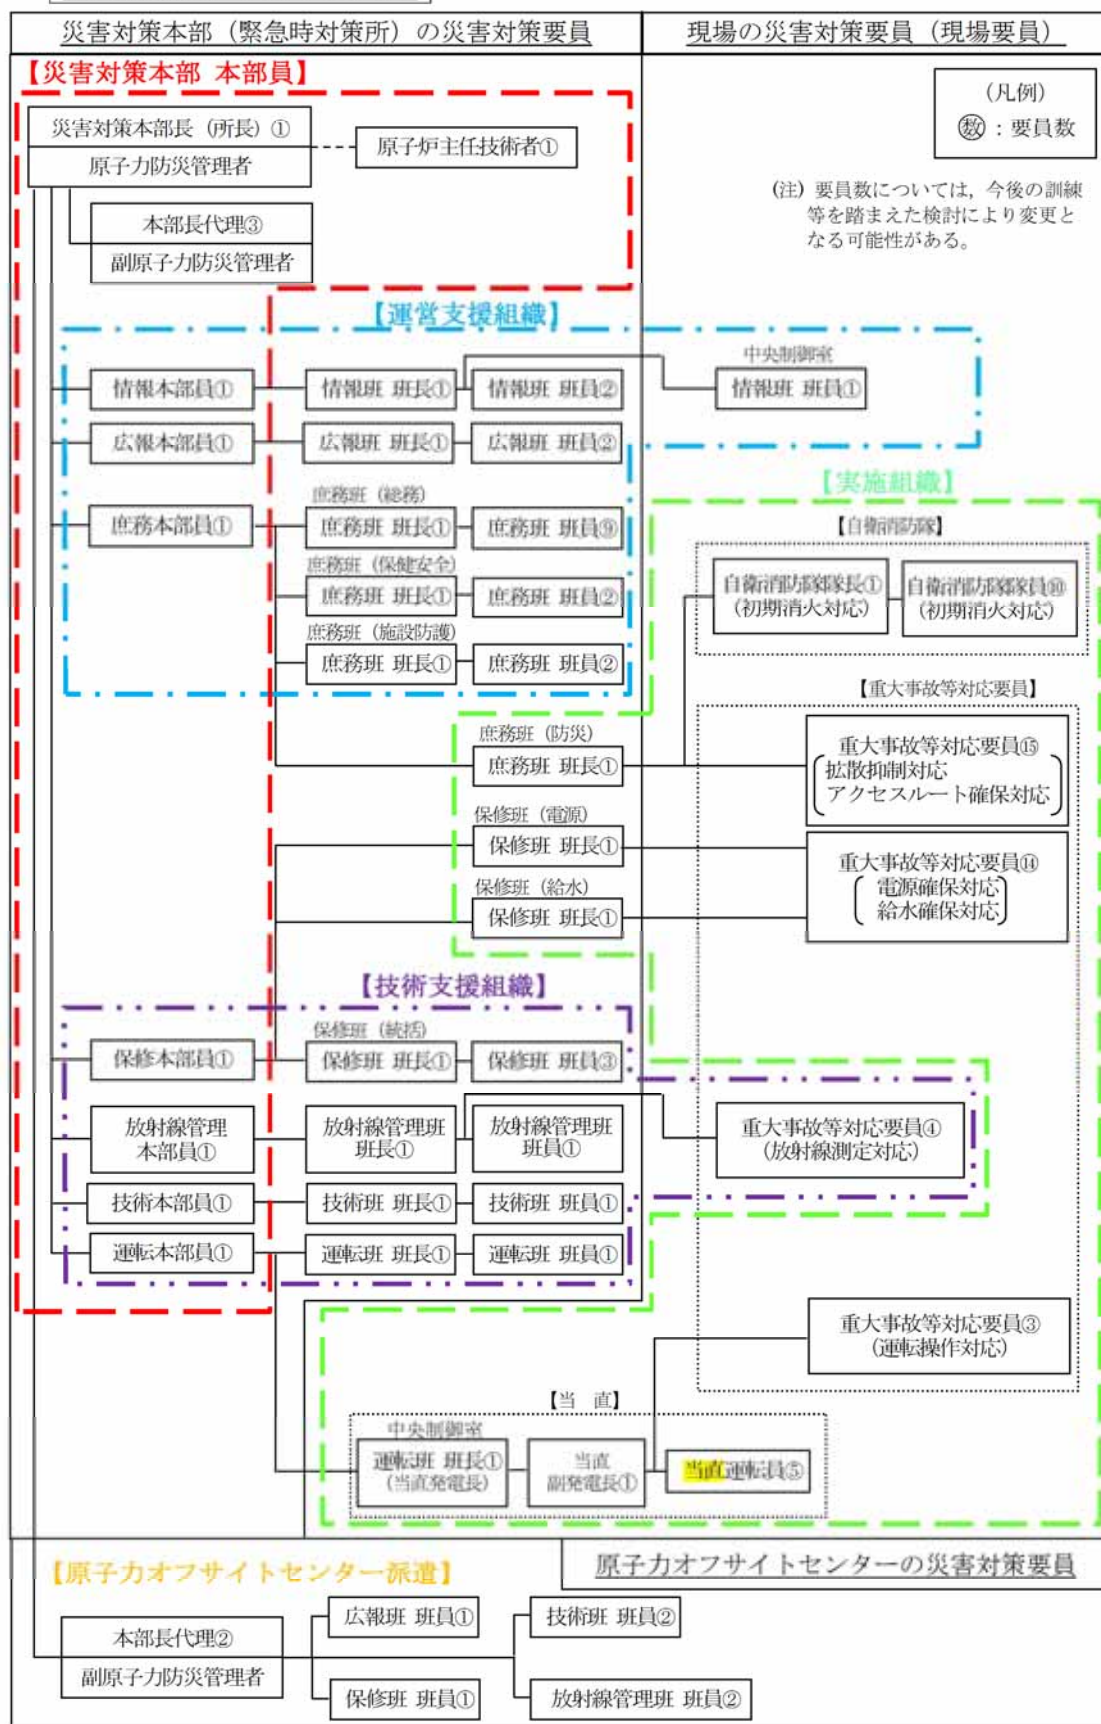 災害対策本部（緊急時対策所）の災害対策要員
現場の災害対策要員（現場要員）
【災害対策本部 本部員】
災害対策本部長（所長）①
原子力防災管理者
原子炉主任技術者①
本部長代理③
副原子力防災管理者
（凡例）
数：要員数
（注）要員数については，今後の訓練
等を踏まえた検討により変更と
なる可能性がある。
【運営支援組織】
中央制御室
情報本部員①
情報班 班長①
情報班 班員②
情報班 班員①
広報本部員①
広報班 班長①
広報班 班員②
庶務班（総務）
庶務本部員①
庶務班 班長①
庶務班 班員⑨
庶務班（保健安全）
庶務班 班長①
庶務班 班員②
庶務班（施設防護）
庶務班 班長①
庶務班 班員②
【実施組織】
【自衛消防隊】
自衛消防隊隊長①
（初期消火対応）
自衛消防隊隊員⑩
（初期消火対応）
【重大事故等対応要員】
庶務班（防災）
庶務班 班長①
重大事故等対応要員⑮
拡散抑制対応
アクセスルート確保対応
保修班（電源）
保修班 班長①
保修班（給水）
保修班 班長①
重大事故等対応要員⑭
電源確保対応
給水確保対応
【技術支援組織】
保修班（統括）
保修本部員①
保修班 班長①
保修班 班員③
放射線管理
本部員①
放射線管理班
班長①
放射線管理班
班員①
重大事故等対応要員④
（放射線測定対応）
技術本部員①
技術班 班長①
技術班 班員①
運転本部員①
運転班 班長①
運転班 班員①
重大事故等対応要員③
（運転操作対応）
【当 直】
中央制御室
運転班 班長①
（当直発電長）
当直
副発電長①
当直運転員⑤
【原子力オフサイトセンター派遣】
原子力オフサイトセンターの災害対策要員
本部長代理②
副原子力防災管理者
広報班 班員①
技術班 班員②
保修班 班員①
放射線管理班 班員②